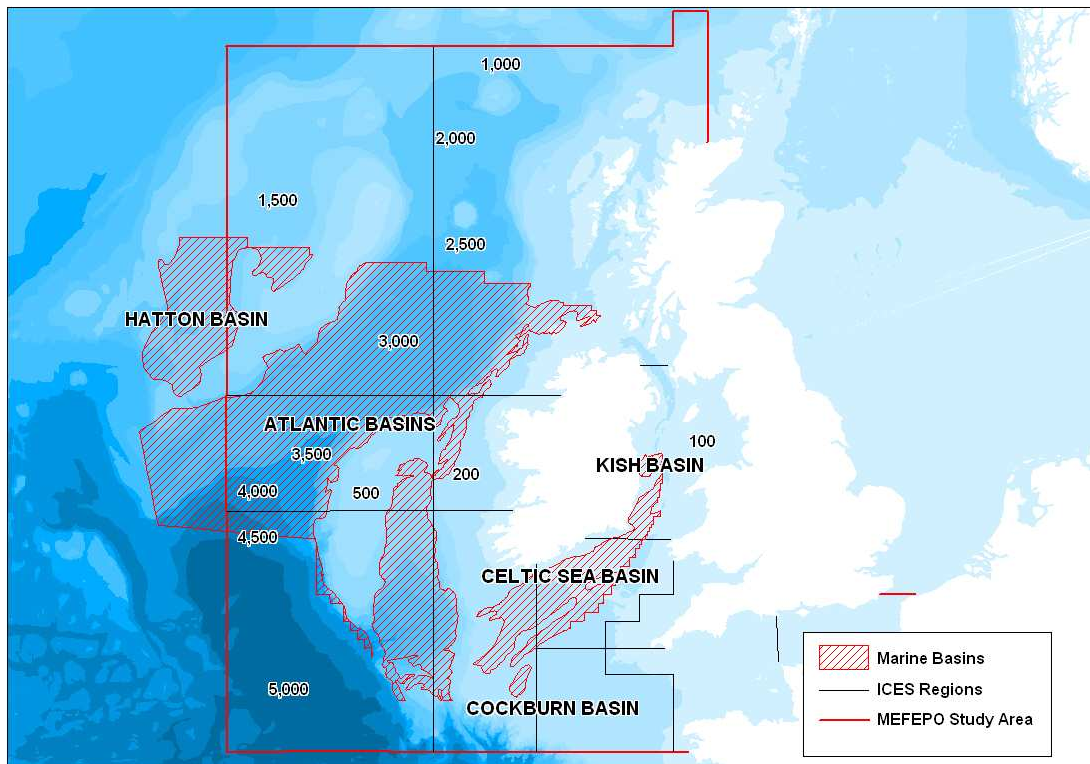 1,000
2,000
1,500
2,500
HATTON BASIN
3,000
ATLANTIC BASINS
100
3,500
KISH BASIN
200
4,000
500
4,500
CELTIC SEA BASIN
5,000
COCKBURN BASIN
Marine Basins
ICES Regions
MEFEPO Study Area